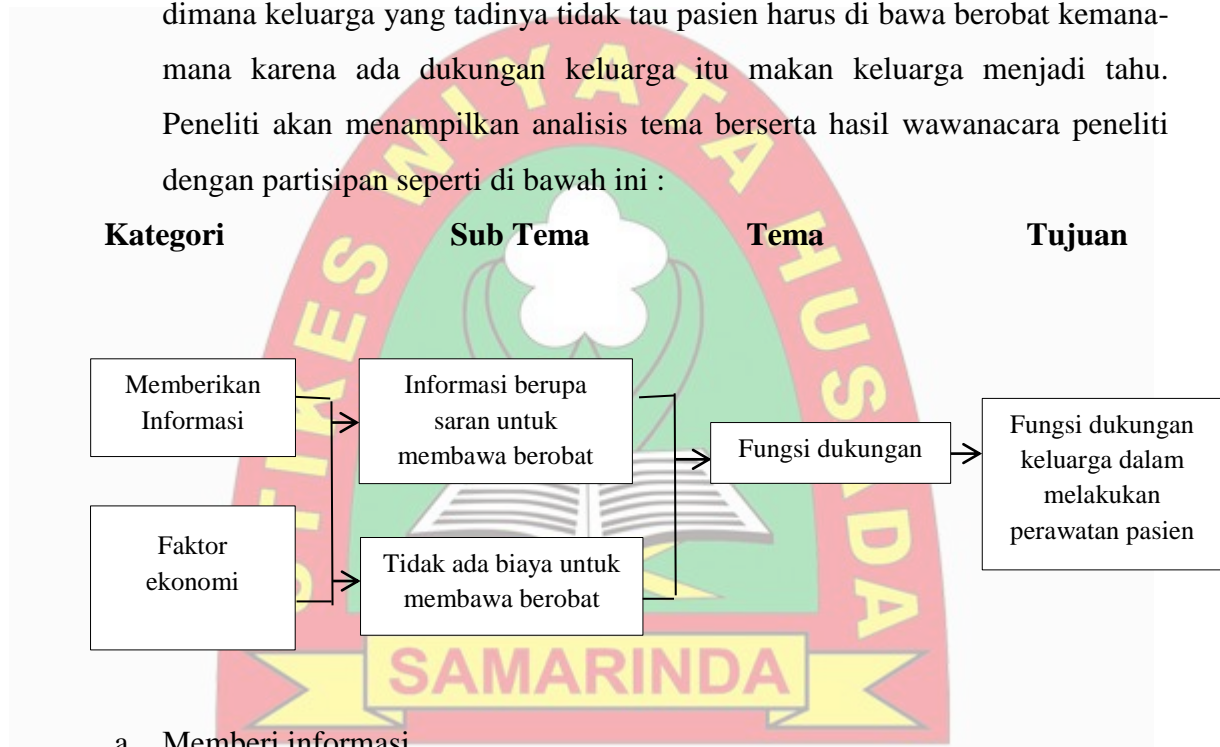 dimana keluarga yang tadinya tidak tau pasien harus di bawa berobat kemana-
mana karena ada dukungan keluarga itu makan keluarga menjadi tahu.
Peneliti akan menampilkan analisis tema berserta hasil wawanacara peneliti
dengan partisipan seperti di bawah ini :
Kategori Sub Tema Tema Tujuan
Memberikan
Informasi
Informasi berupa
saran untuk
membawa berobat
Fungsi dukungan
Fungsi dukungan
keluarga dalam
melakukan
perawatan pasien
Faktor
ekonomi
Tidak ada biaya untuk
membawa berobat
STIKES WIYATA HUSADA
SAMARINDA
a. Memberi informasi